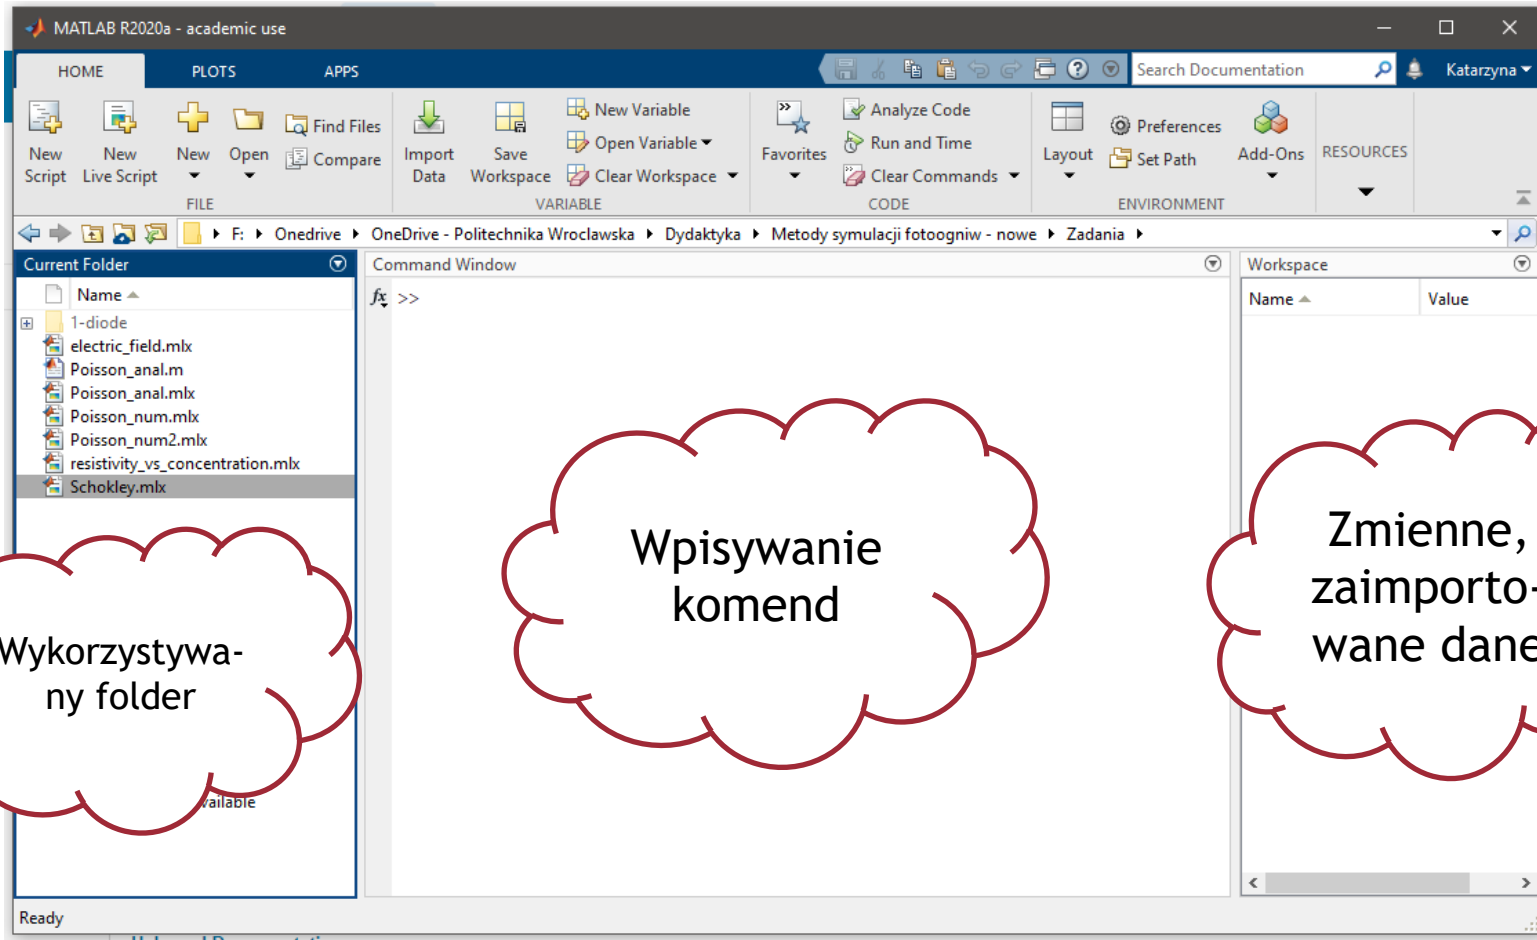 MATLAB R2020a - academic use
HOME PLOTS APPS
Search Documentation
Katarzyna
New Script
New Live Script
New
Open
Find Files
Compare
FILE
Import Data
Save Workspace
New Variable
Open Variable
Clear Workspace
VARIABLE
Favorites
Analyze Code
Run and Time
Clear Commands
CODE
Layout
Preferences
Set Path
Add-Ons
ENVIRONMENT
RESOURCES
F: Onedrive OneDrive - Politechnika Wroclawska Dydaktyka Metody symulacji fotoogniw - nowe Zadania
Current Folder
Name
1-diode
electric_field.mlx
Poisson_anal.m
Poisson_anal.mlx
Poisson_num.mlx
Poisson_num2.mlx
resistivity_vs_concentration.mlx
Schokley.mlx
Wykorzystywa-
ny folder
Command Window
fx >>
Wpisywanie
komend
Workspace
Name Value
Zmienne,
zaimporto-
wane dane
Ready